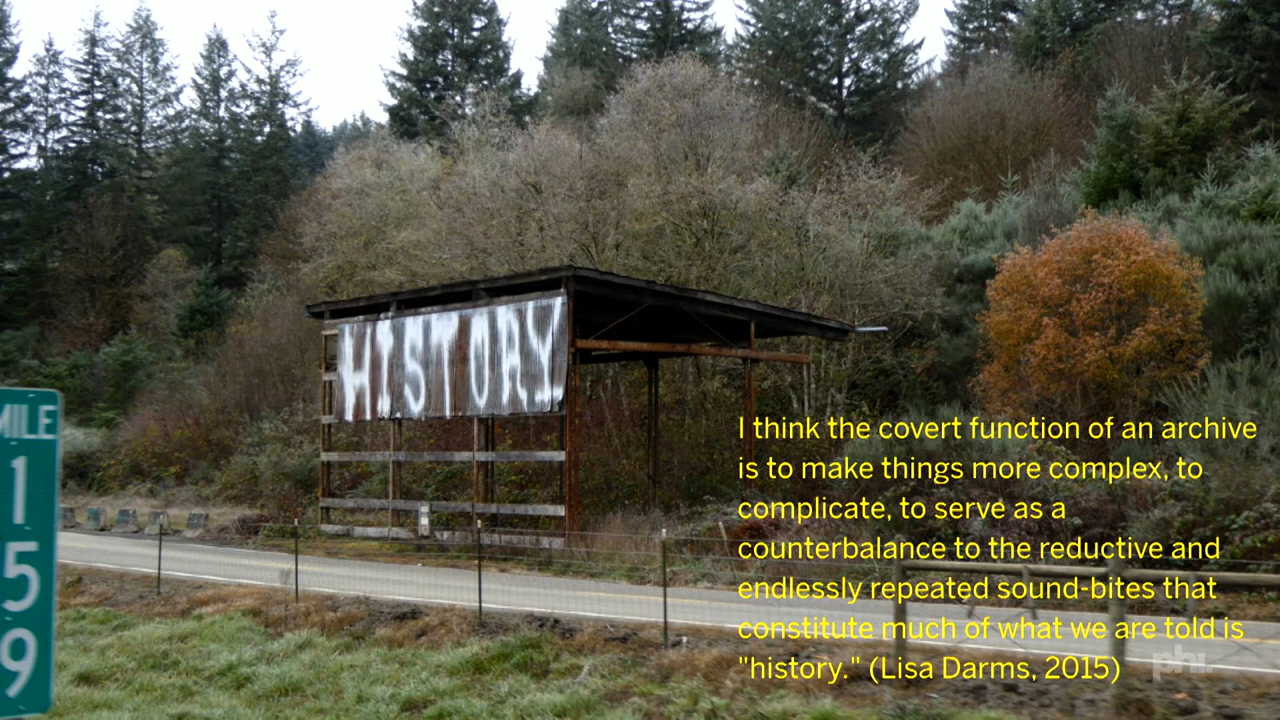 HISTORY
MILE
1
5
9
I think the covert function of an archive
is to make things more complex, to
complicate, to serve as a
counterbalance to the reductive and
endlessly repeated sound-bites that
constitute much of what we are told is
"history." (Lisa Darms, 2015)
phi.